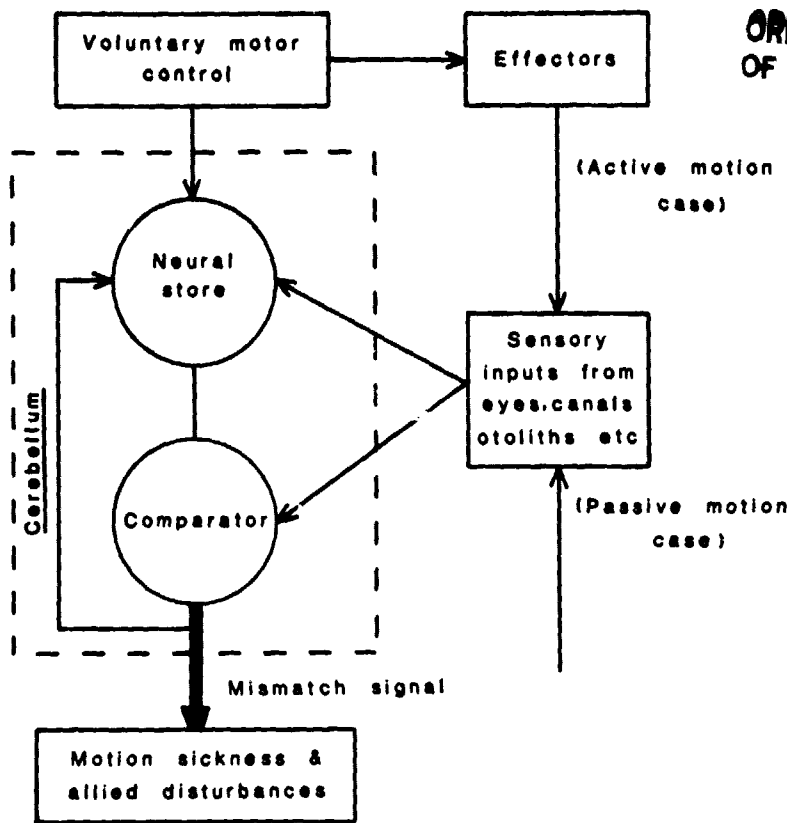 Voluntary motor
control
Effectors
OF
(Active motion
case)
Neural
store
Sensory
inputs from
eyes,canals
otoliths etc
Cerebellum
Comparator
(Passive motion
case)
Mismatch signal
Motion sickness &
allied disturbances